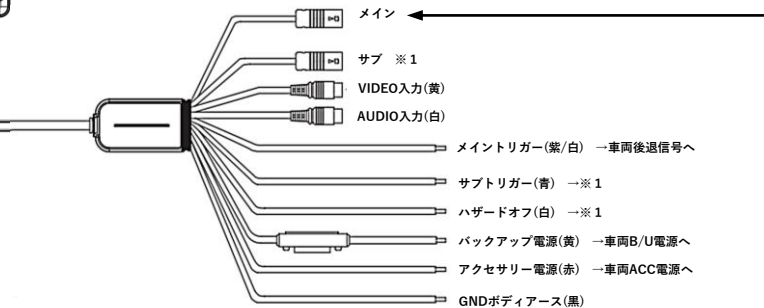 メイン
サブ ※1
VIDEO入力(黄)
AUDIO入力(白)
メイントリガー(紫/白) →車両後退信号へ
サブトリガー(青) →※1
ハザードオフ(白) →※1
バックアップ電源(黄) →車両B/U電源へ
アクセサリー電源(赤) →車両ACC電源へ
GNDボディアース(黒)